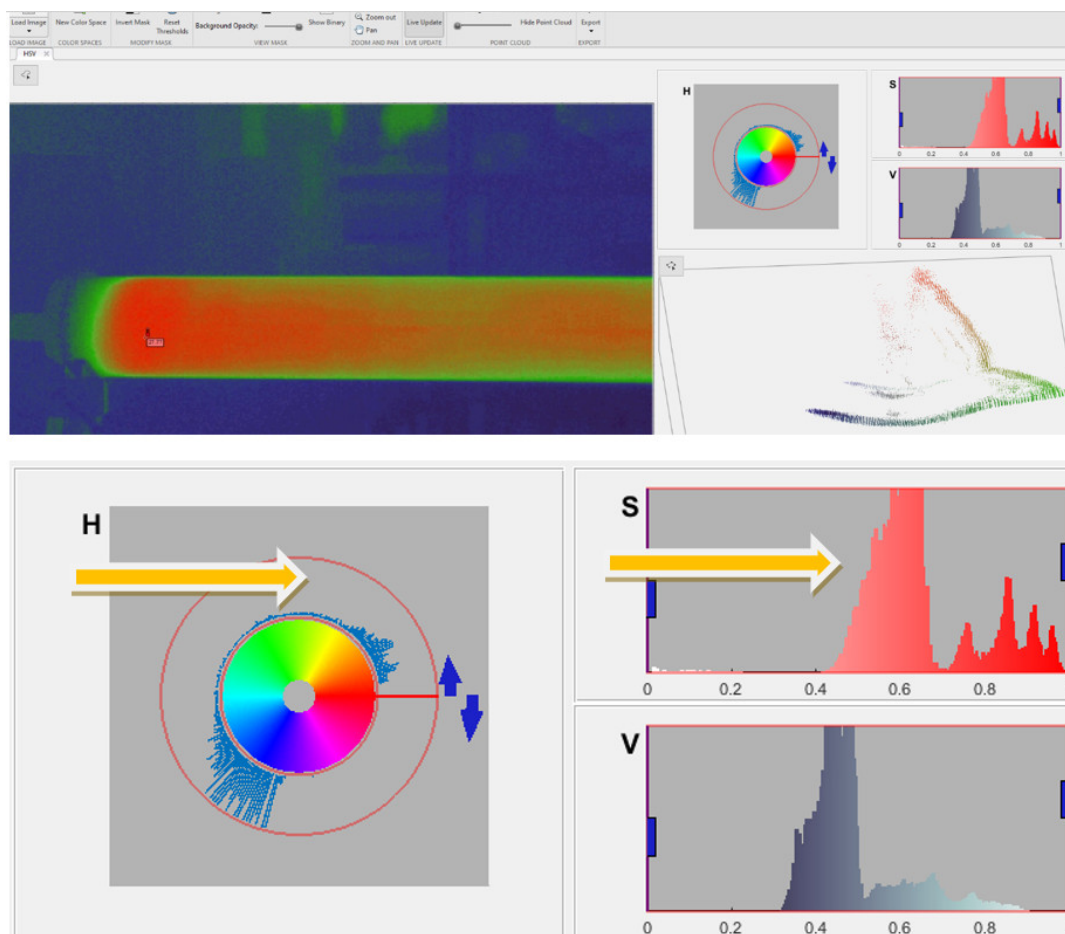 Load Image New Color Space Invert Mask Reset Thresholds Background Opacity: Show Binary Zoom out Pan Live Update Hide Point Cloud Export
LOAD IMAGE COLOR SPACES MODIFY MASK VIEW MASK ZOOM AND PAN LIVE UPDATE POINT CLOUD EXPORT
HSV
H
S
0 0.2 0.4 0.6 0.8 1
V
0 0.2 0.4 0.6 0.8 1
H
S
0 0.2 0.4 0.6 0.8
V
0 0.2 0.4 0.6 0.8